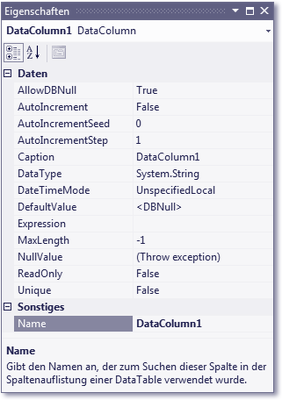 Eigenschaften
DataColumn1 DataColumn
Daten
AllowDBNull True
AutoIncrement False
AutoIncrementSeed 0
AutoIncrementStep 1
Caption DataColumn1
DataType System.String
DateTimeMode UnspecifiedLocal
DefaultValue <DBNull>
Expression
MaxLength -1
NullValue (Throw exception)
ReadOnly False
Unique False
Sonstiges
Name DataColumn1
Name
Gibt den Namen an, der zum Suchen dieser Spalte in der
Spaltenauflistung einer DataTable verwendet wurde.